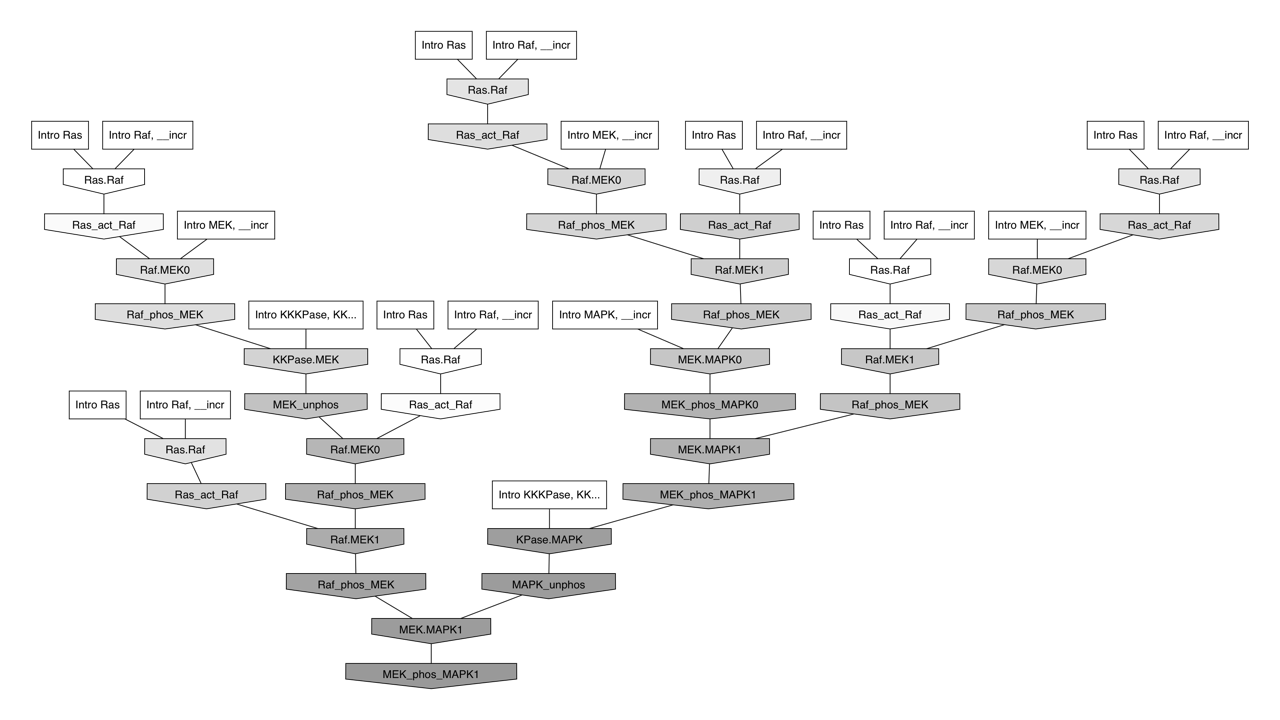 Intro Ras
Intro Raf, __incr
Ras.Raf
Intro Ras
Intro Raf, __incr
Ras_act_Raf
Intro MEK, __incr
Intro Ras
Intro Raf, __incr
Intro Ras
Intro Raf, __incr
Ras.Raf
Raf.MEK0
Ras.Raf
Ras.Raf
Ras_act_Raf
Intro MEK, __incr
Raf_phos_MEK
Ras_act_Raf
Intro Ras
Intro Raf, __incr
Intro MEK, __incr
Ras_act_Raf
Raf.MEK0
Raf.MEK1
Ras.Raf
Raf.MEK0
Raf_phos_MEK
Intro KKKPase, KK...
Intro Ras
Intro Raf, __incr
Intro MAPK, __incr
Raf_phos_MEK
Ras_act_Raf
Raf_phos_MEK
KKPase.MEK
Ras.Raf
MEK.MAPK0
Raf.MEK1
Intro Ras
Intro Raf, __incr
MEK_unphos
Ras_act_Raf
MEK_phos_MAPK0
Raf_phos_MEK
Ras.Raf
Raf.MEK0
MEK.MAPK1
Ras_act_Raf
Raf_phos_MEK
Intro KKKPase, KK...
MEK_phos_MAPK1
Raf.MEK1
KPase.MAPK
Raf_phos_MEK
MAPK_unphos
MEK.MAPK1
MEK_phos_MAPK1